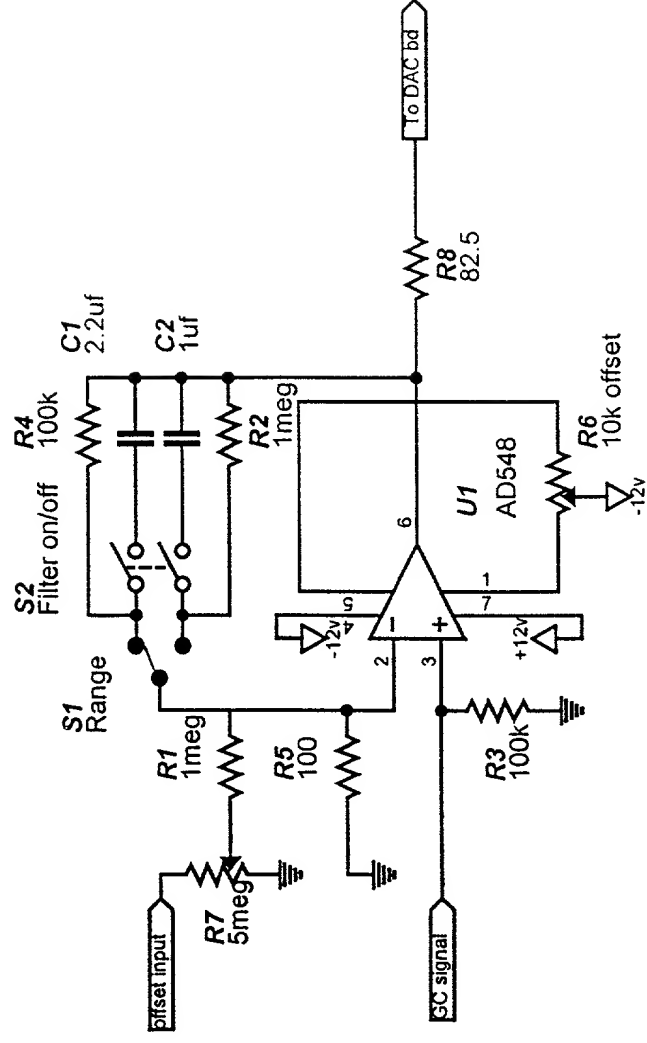 S2
Filter on/off
R4
100k
C1
2.2uf
C2
1uf
S1
Range
R1
1meg
R2
1meg
R5
100
offset input
R7
5meg
-12v
4
5
2
3
6
1
7
+12v
U1
AD548
R8
82.5
To DAC bd
R6
10k offset
-12v
R3
100k
GC signal